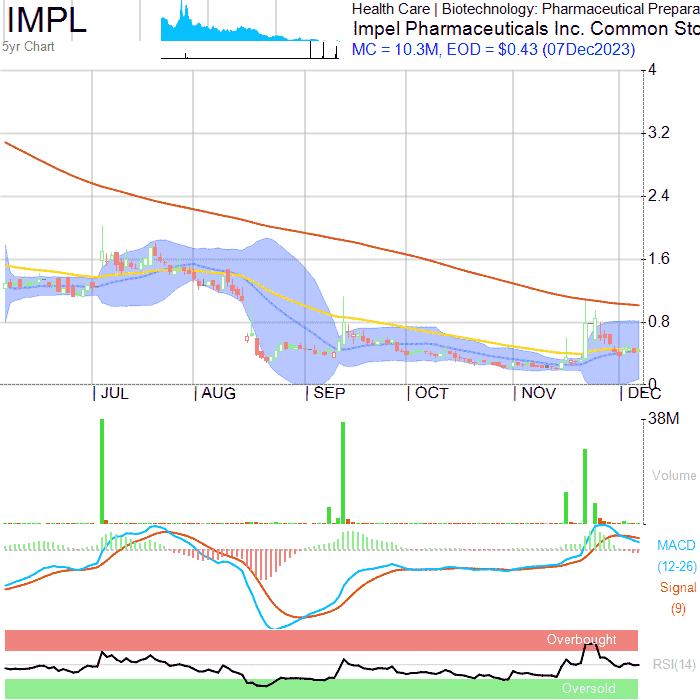 IMPL
5yr Chart
Health Care | Biotechnology: Pharmaceutical Prepara
Impel Pharmaceuticals Inc. Common Sto
MC = 10.3M, EOD = $0.43 (07Dec2023)
4
3.2
2.4
1.6
0.8
0
JUL AUG SEP OCT NOV DEC
38M
Volume
MACD
(12-26)
Signal
(9)
Overbought
RSI(14)
Oversold